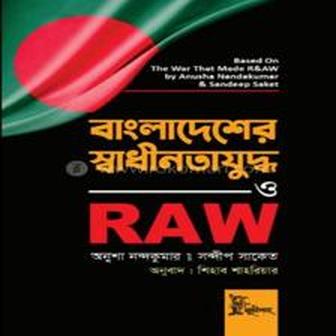 Based On
The War That Made R&AW
by Anusha Nandakumar
& Sandeep Saket
বাংলাদেশের
স্বাধীনতাযুদ্ধ
ও
RAW
অনুশা নন্দকুমার ঃ সন্দীপ সাকেত
অনুবাদ : শিহাব শাহরিয়ার